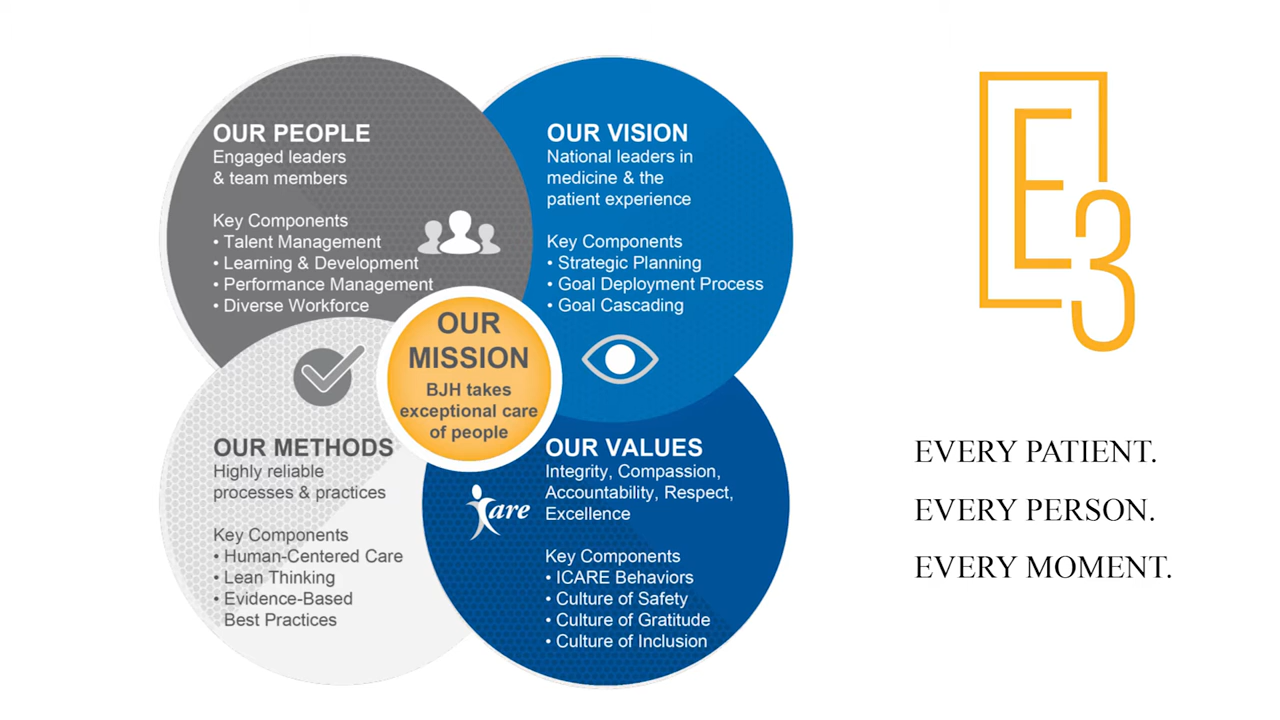 OUR PEOPLE
Engaged leaders
& team members
Key Components
• Talent Management
• Learning & Development
• Performance Management
• Diverse Workforce
OUR VISION
National leaders in
medicine & the
patient experience
Key Components
• Strategic Planning
• Goal Deployment Process
• Goal Cascading
OUR
MISSION
BJH takes
exceptional care
of people
OUR METHODS
Highly reliable
processes & practices
Key Components
• Human-Centered Care
• Lean Thinking
• Evidence-Based
Best Practices
OUR VALUES
Integrity, Compassion,
Accountability, Respect,
Excellence
Key Components
• ICARE Behaviors
• Culture of Safety
• Culture of Gratitude
• Culture of Inclusion
icare
E3
EVERY PATIENT.
EVERY PERSON.
EVERY MOMENT.